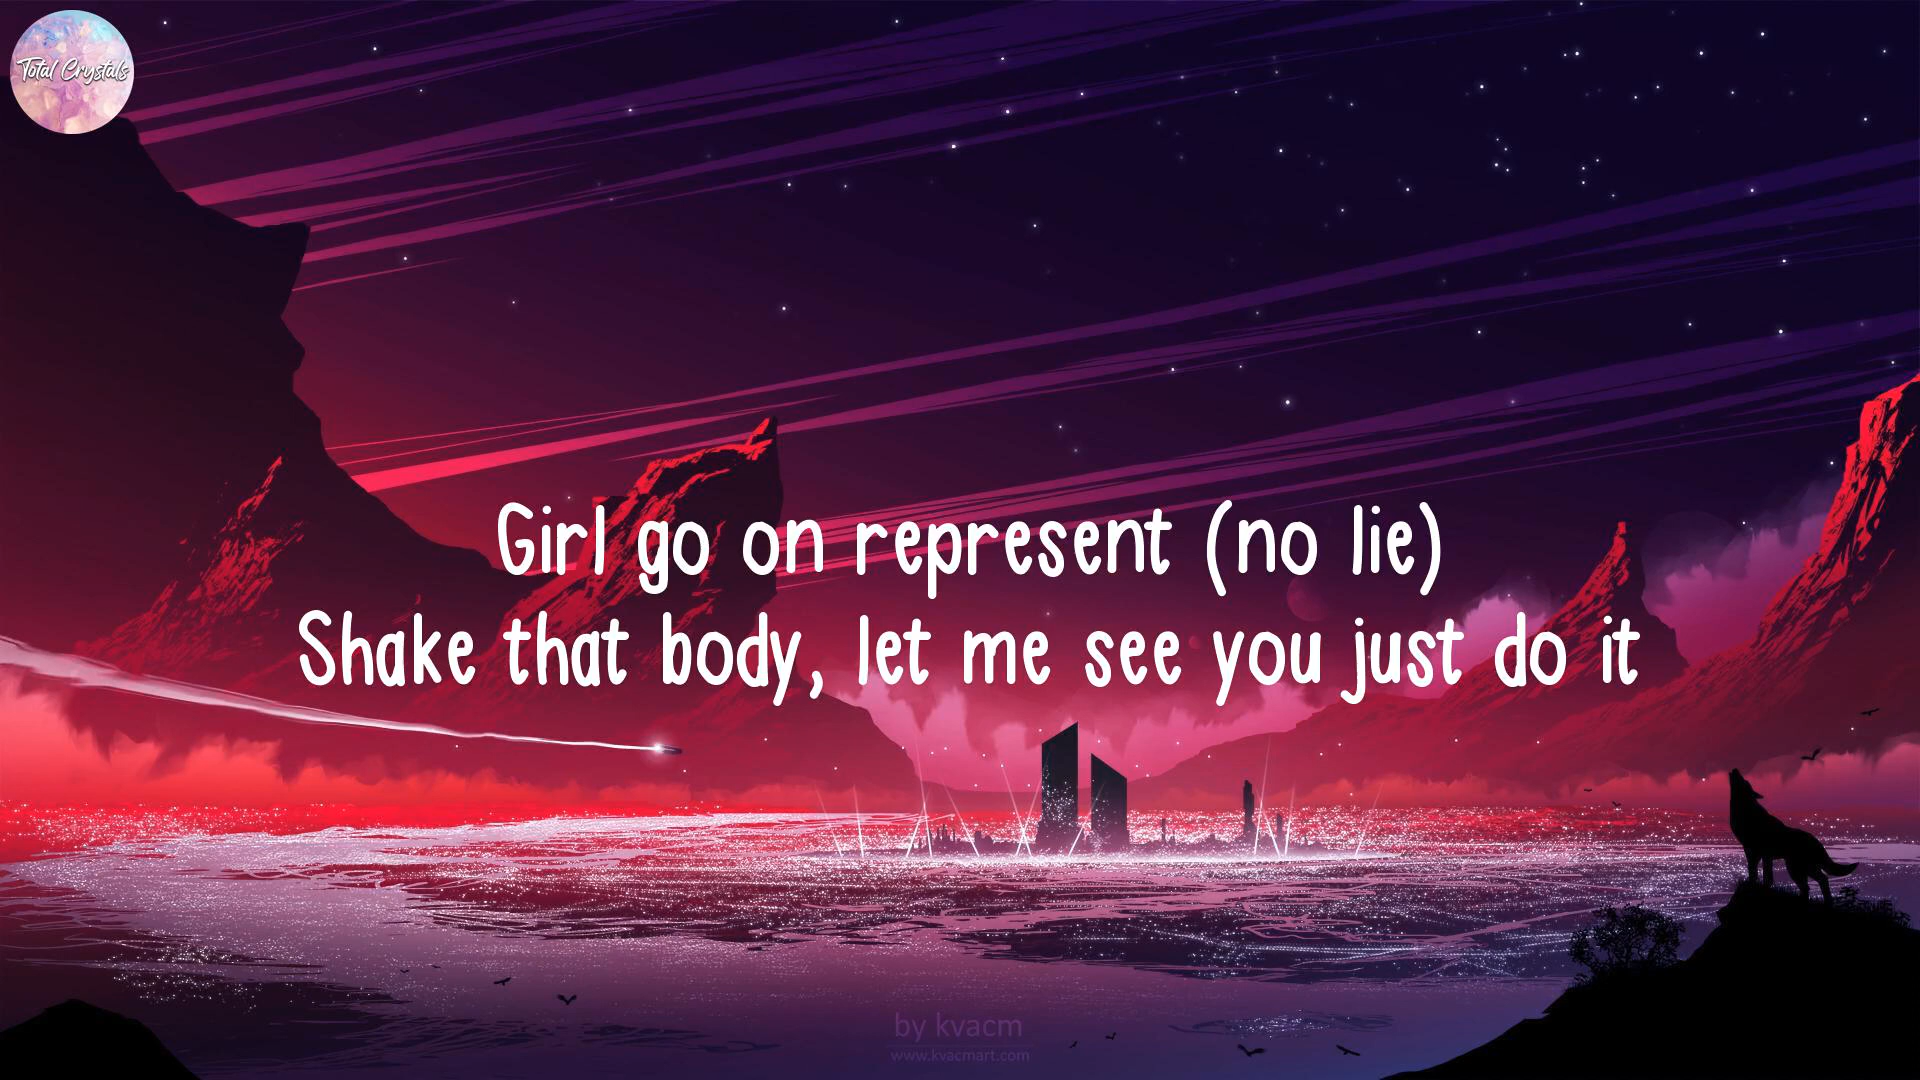 Total Crystals
Girl go on represent (no lie)
Shake that body, let me see you just do it
by kvacm
www.kvacmart.com